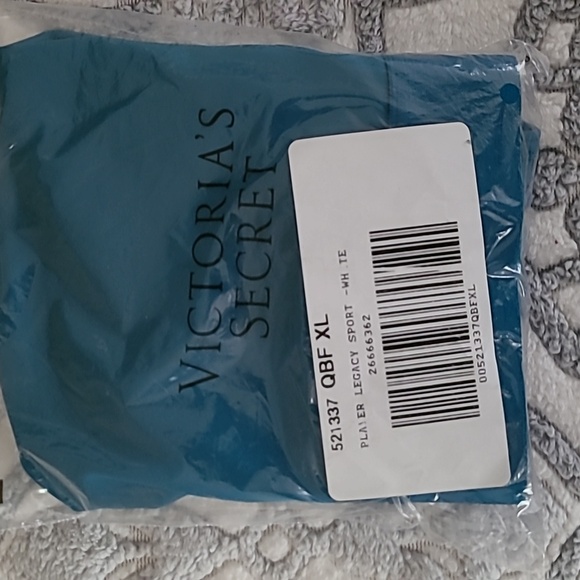 VICTORIA'S
SECRET
521337 QBF XL
PLAYER LEGACY SPORT -WH TE
26666362
00521337QBFXL